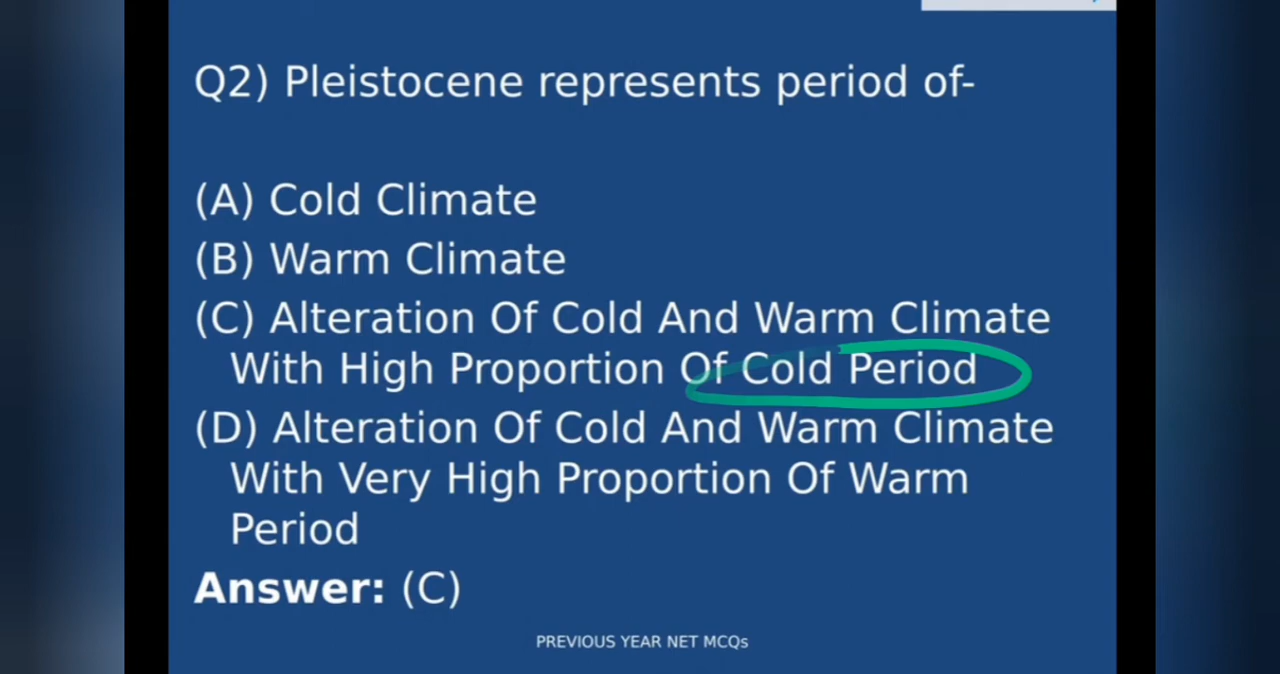 Q2) Pleistocene represents period of-
(A) Cold Climate
(B) Warm Climate
(C) Alteration Of Cold And Warm Climate
With High Proportion Of Cold Period
(D) Alteration Of Cold And Warm Climate
With Very High Proportion Of Warm
Period
Answer: (C)
PREVIOUS YEAR NET MCQs